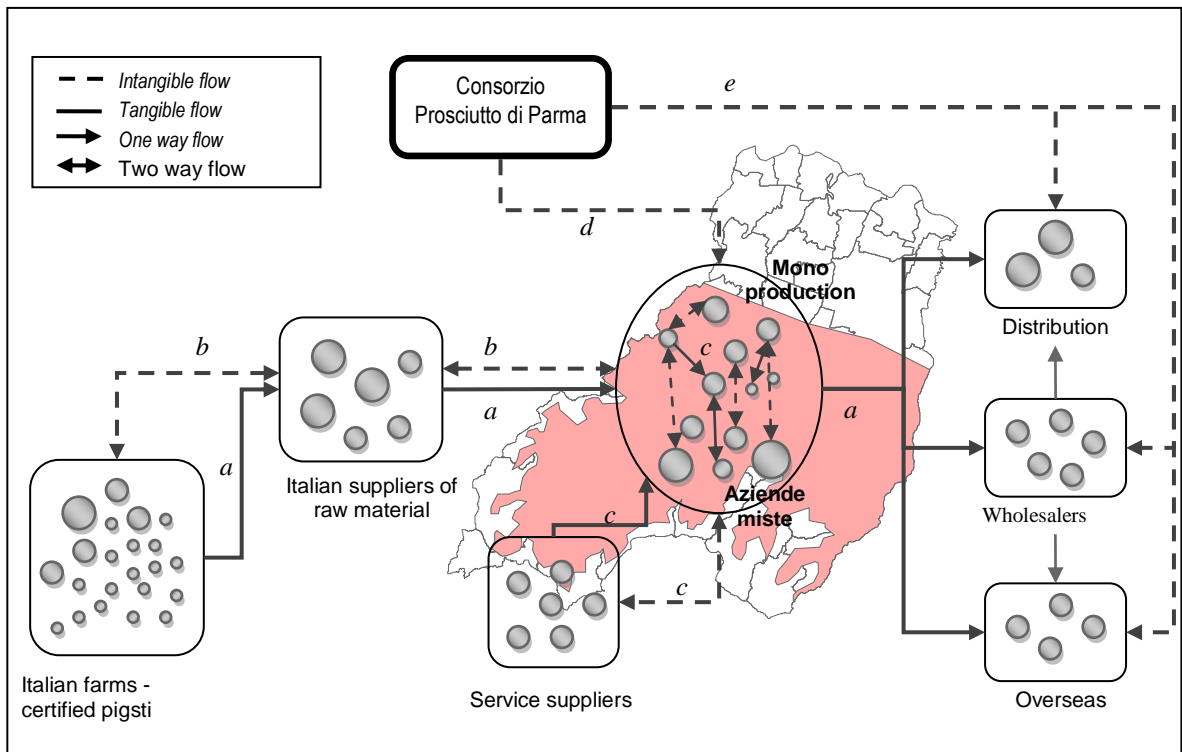 Intangible flow
Tangible flow
One way flow
Two way flow
Consorzio
Prosciutto di Parma
e
d
Mono
production
b
b
c
a
a
a
Distribution
Italian suppliers of
raw material
Aziende
miste
Wholesalers
c
c
Italian farms -
certified pigsti
Service suppliers
Overseas